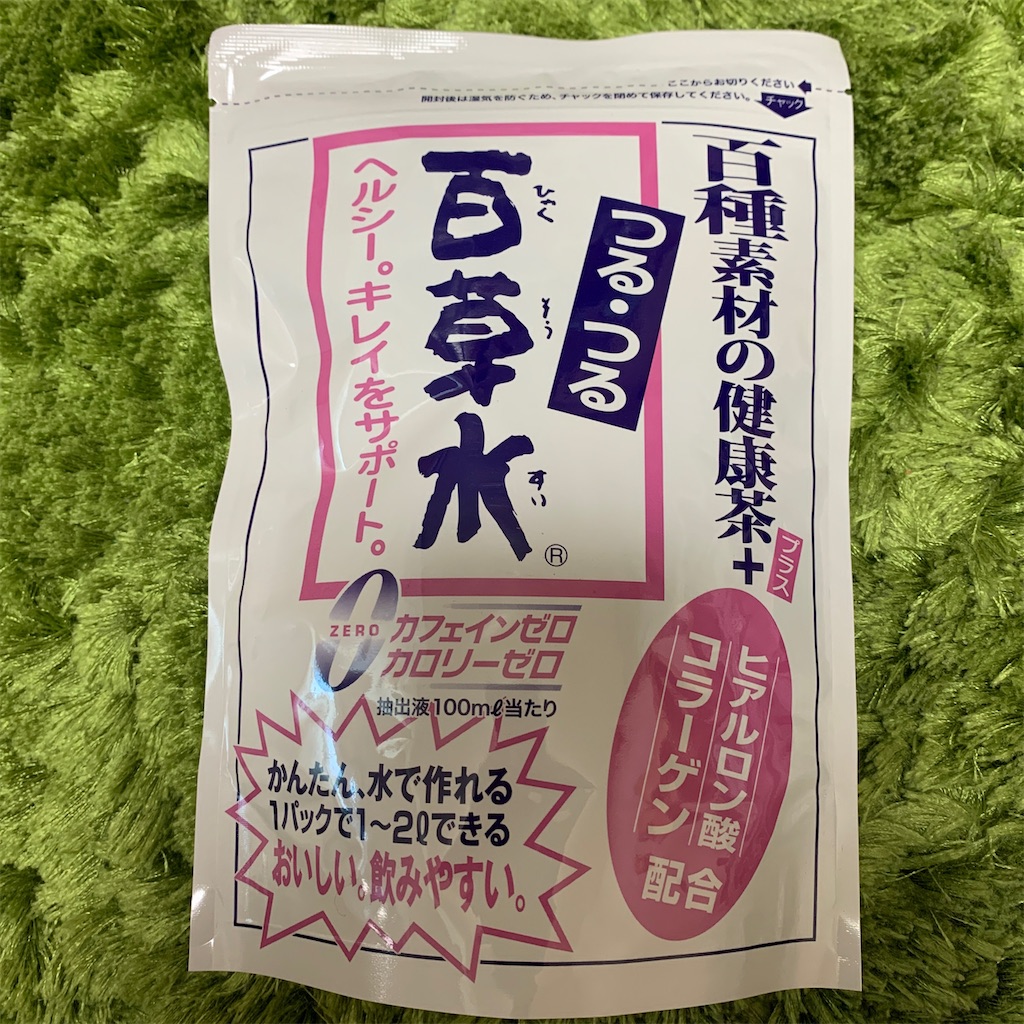 ここからお切りください
開封後は湿気を防ぐため、チャックを閉めて保存してください。
チャック
百種素材の健康茶+
プラス
つる・つる
百草水
ひゃく
そう
すい
®
ヘルシー。キレイをサポート。
ヒアルロン酸
コラーゲン
配合
0
ZERO
カフェインゼロ
カロリーゼロ
抽出液100mℓ当たり
かんたん、水で作れる
1パックで1〜2ℓできる
おいしい。飲みやすい。